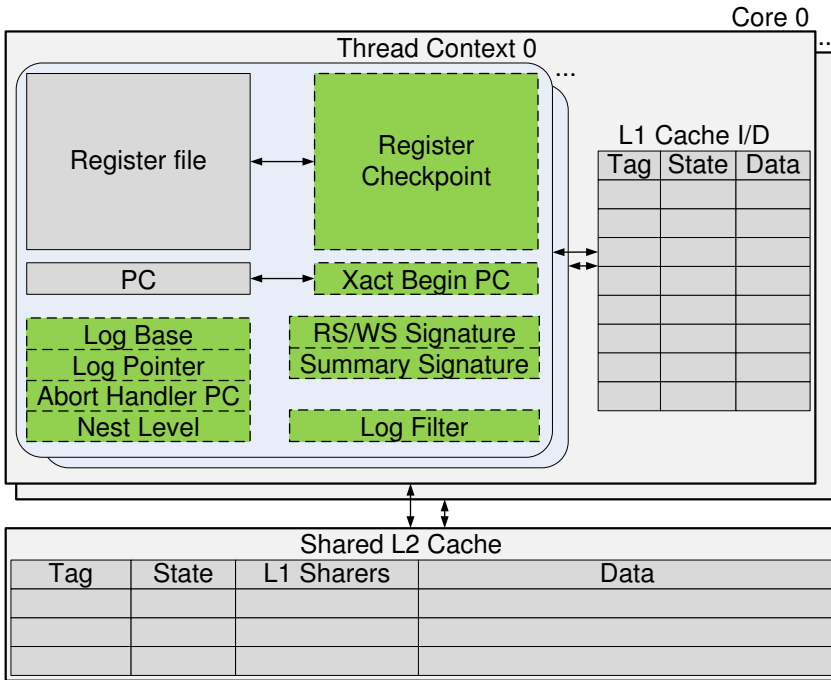 Core 0
...
Thread Context 0
...
Register file
Register
Checkpoint
L1 Cache I/D
Tag State Data
PC
Xact Begin PC
Log Base
Log Pointer
Abort Handler PC
Nest Level
RS/WS Signature
Summary Signature
Log Filter
Shared L2 Cache
Tag State L1 Sharers Data